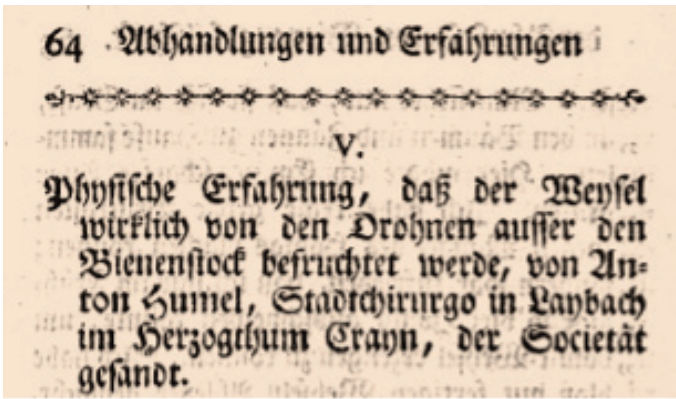 64 Abhandlungen und Erfahrungen
V.
Physische Erfahrung, daß der Weysel
wirklich von den Drohnen ausser den
Bienenstock befruchtet werde, von An-
ton Humel, Stadtchirurgo in Laybach
im Herzogthum Crayn, der Societät
gesandt.